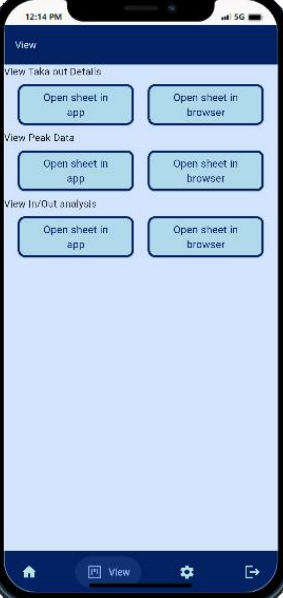 12:14 PM 5G
View
View Taka out Details
Open sheet in
app
Open sheet in
browser
View Peak Data
Open sheet in
app
Open sheet in
browser
View In/Out analysis
Open sheet in
app
Open sheet in
browser
View